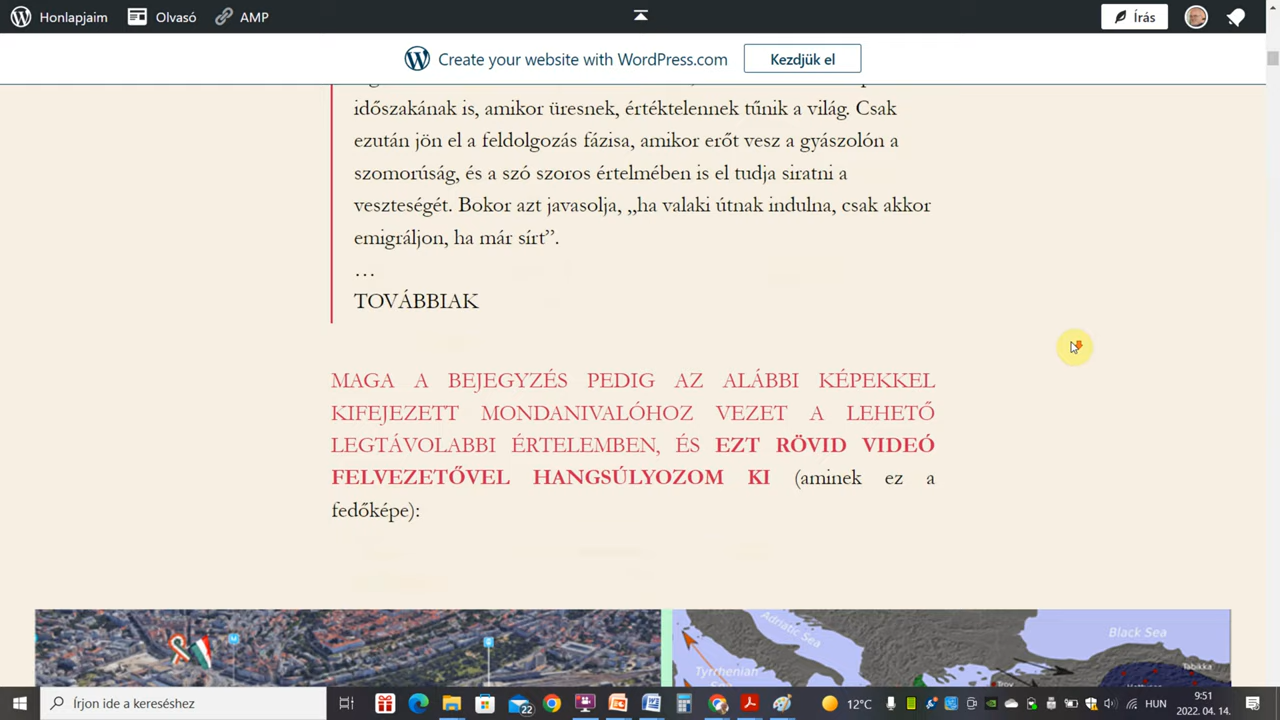 Honlapjaim
Olvasó
AMP
Írás
Create your website with WordPress.com
Kezdjük el
időszakának is, amikor üresnek, értéktelennek tűnik a világ. Csak
ezután jön el a feldolgozás fázisa, amikor erőt vesz a gyászolón a
szomorúság, és a szó szoros értelmében is el tudja siratni a
veszteségét. Bokor azt javasolja, „ha valaki útnak indulna, csak akkor
emigráljon, ha már sírt”.
…
TOVÁBBIAK
MAGA A BEJEGYZÉS PEDIG AZ ALÁBBI KÉPEKKEL
KIFEJEZETT MONDANIVALÓHOZ VEZET A LEHETŐ
LEGTÁVOLABBI ÉRTELEMBEN, ÉS EZT RÖVID VIDEÓ
FELVEZETŐVEL HANGSÚLYOZOM KI (aminek ez a
fedőképe):
Adriatic Sea
Black Sea
Tyrrhenian
Troy
Tabikka
Írjon ide a kereséshez
22
12°C
HUN
9:51
2022. 04. 14.